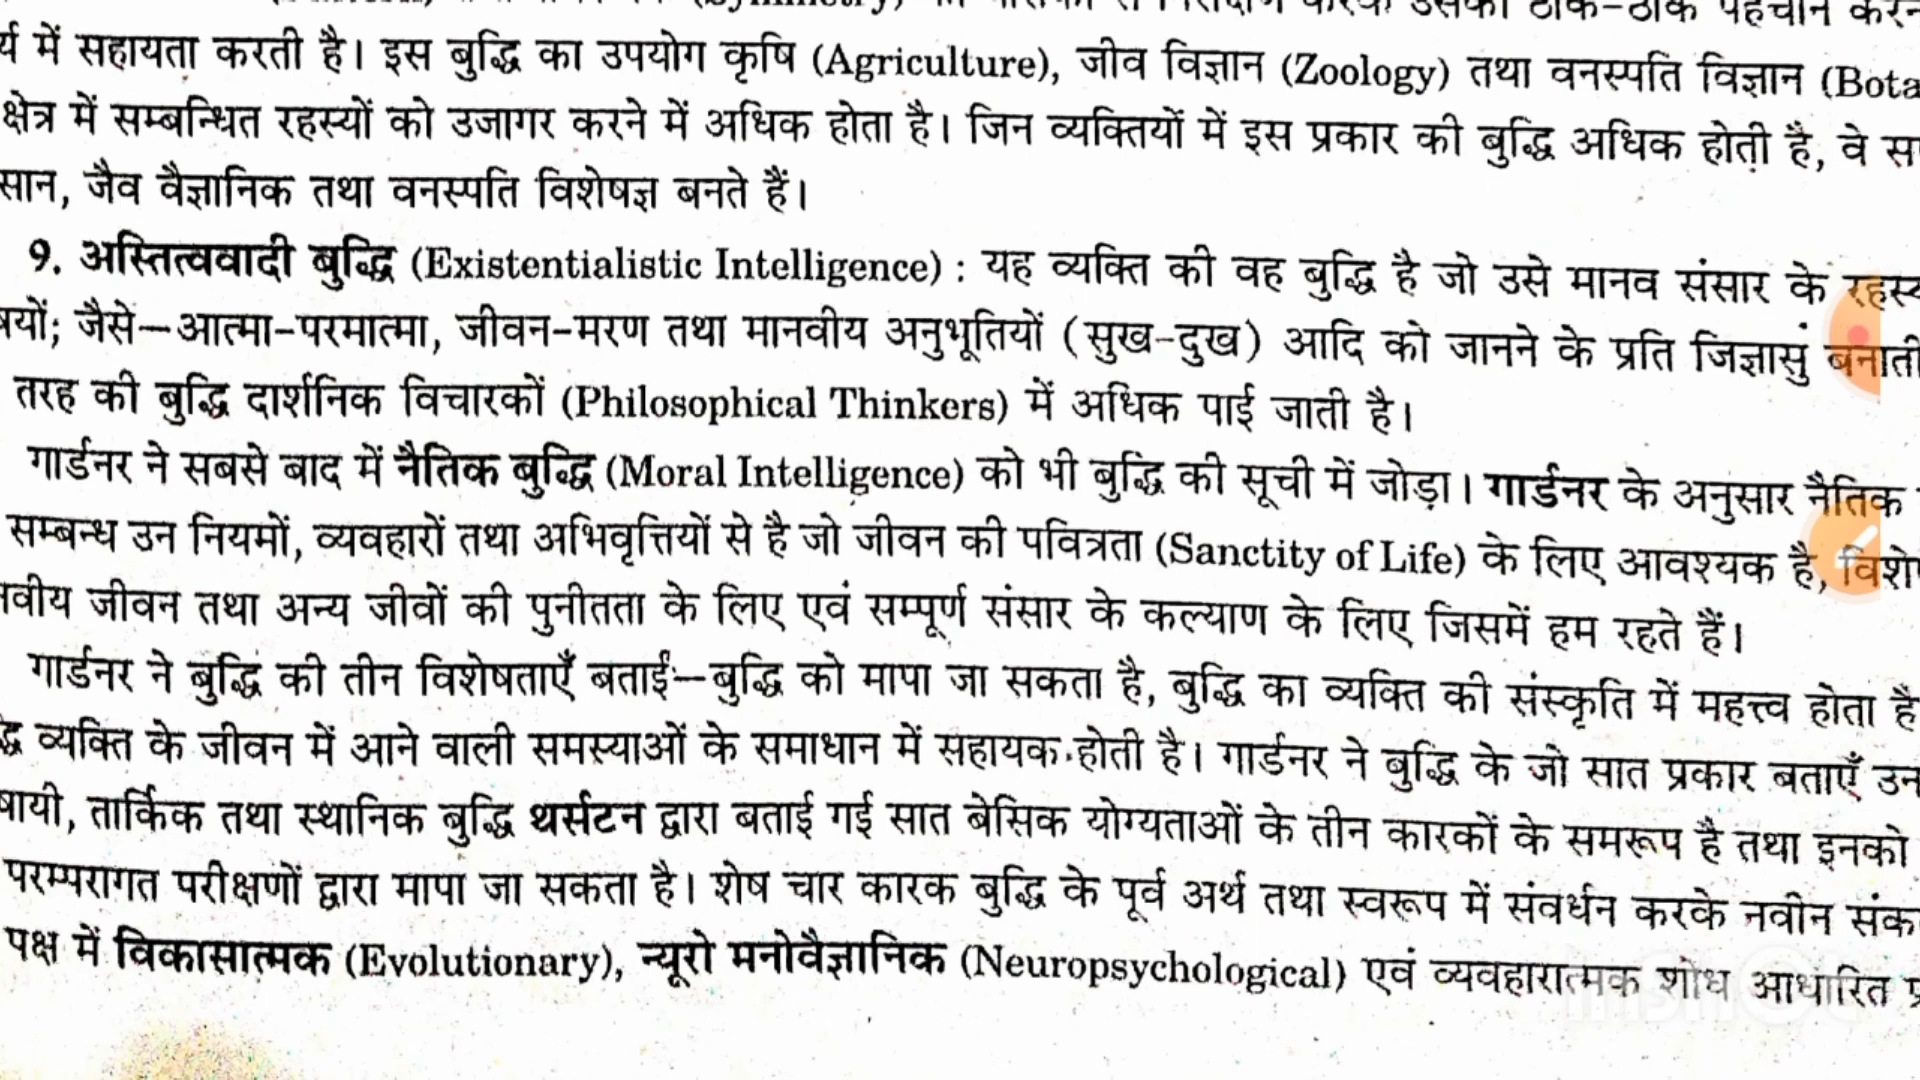 (Symmetry, करके उसकी ठीक-ठीक पहचान करन
र्य में सहायता करती है। इस बुद्धि का उपयोग कृषि (Agriculture), जीव विज्ञान (Zoology) तथा वनस्पति विज्ञान (Bota
क्षेत्र में सम्बन्धित रहस्यों को उजागर करने में अधिक होता है। जिन व्यक्तियों में इस प्रकार की बुद्धि अधिक होती है, वे स
सान, जैव वैज्ञानिक तथा वनस्पति विशेषज्ञ बनते हैं।
9. अस्तित्ववादी बुद्धि (Existentialistic Intelligence) : यह व्यक्ति की वह बुद्धि है जो उसे मानव संसार के रहस्य
षयों; जैसे—आत्मा-परमात्मा, जीवन-मरण तथा मानवीय अनुभूतियों (सुख-दुख) आदि को जानने के प्रति जिज्ञासु बनाती
तरह की बुद्धि दार्शनिक विचारकों (Philosophical Thinkers) में अधिक पाई जाती है।
गार्डनर ने सबसे बाद में नैतिक बुद्धि (Moral Intelligence) को भी बुद्धि की सूची में जोड़ा। गार्डनर के अनुसार नैतिक
सम्बन्ध उन नियमों, व्यवहारों तथा अभिवृत्तियों से है जो जीवन की पवित्रता (Sanctity of Life) के लिए आवश्यक है, विशे
नवीय जीवन तथा अन्य जीवों की पुनीतता के लिए एवं सम्पूर्ण संसार के कल्याण के लिए जिसमें हम रहते हैं।
गार्डनर ने बुद्धि की तीन विशेषताएँ बताईं—बुद्धि को मापा जा सकता है, बुद्धि का व्यक्ति की संस्कृति में महत्त्व होता है
द्धि व्यक्ति के जीवन में आने वाली समस्याओं के समाधान में सहायक होती है। गार्डनर ने बुद्धि के जो सात प्रकार बताएँ उन
षायी, तार्किक तथा स्थानिक बुद्धि थर्सटन द्वारा बताई गई सात बेसिक योग्यताओं के तीन कारकों के समरूप है तथा इनको
परम्परागत परीक्षणों द्वारा मापा जा सकता है। शेष चार कारक बुद्धि के पूर्व अर्थ तथा स्वरूप में संवर्धन करके नवीन संक
पक्ष में विकासात्मक (Evolutionary), न्यूरो मनोवैज्ञानिक (Neuropsychological) एवं व्यवहारात्मक शोध आधारित प्र